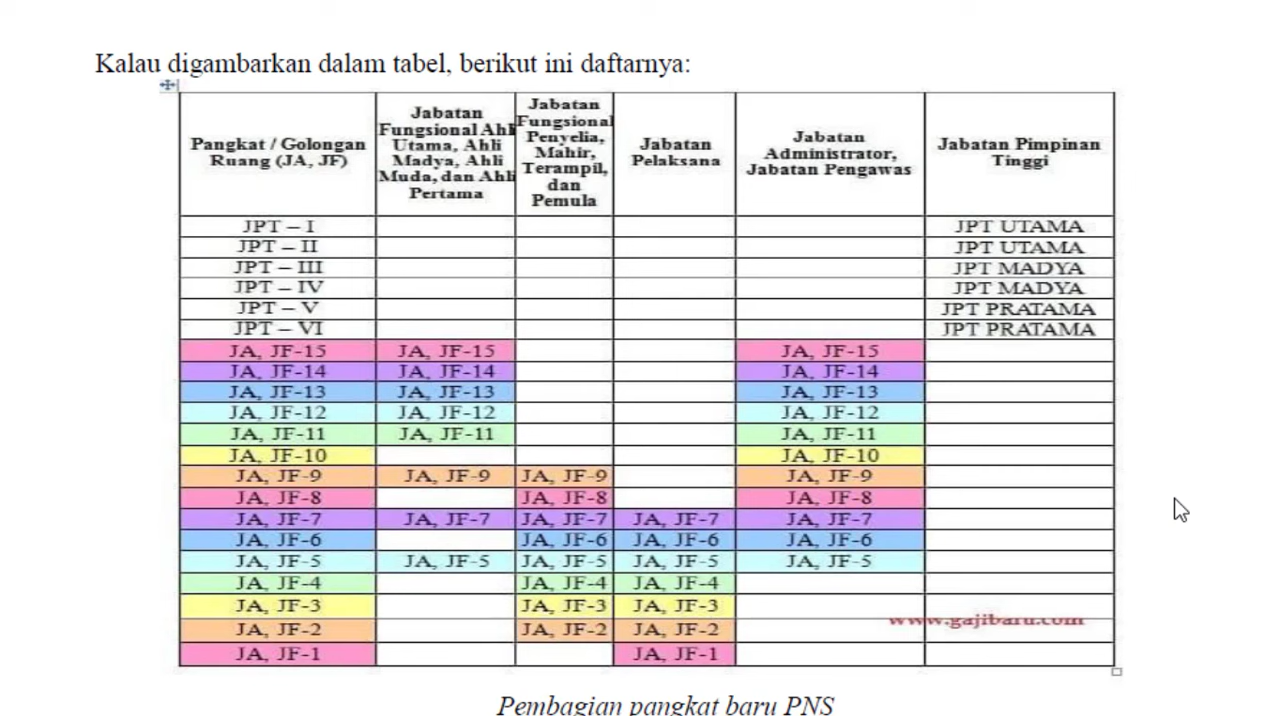 Kalau digambarkan dalam tabel, berikut ini daftarnya:
Pangkat / Golongan
Ruang (JA, JF)
Jabatan
Fungsional Ahli
Utama, Ahli
Madya, Ahli
Muda, dan Ahli
Pertama
Jabatan
Fungsional
Penyelia,
Mahir,
Terampil,
dan
Pemula
Jabatan
Pelaksana
Jabatan
Administrator,
Jabatan Pengawas
Jabatan Pimpinan
Tinggi
JPT – I JPT UTAMA
JPT – II JPT UTAMA
JPT – III JPT MADYA
JPT – IV JPT MADYA
JPT – V JPT PRATAMA
JPT – VI JPT PRATAMA
JA, JF-15 JA, JF-15 JA, JF-15
JA, JF-14 JA, JF-14 JA, JF-14
JA, JF-13 JA, JF-13 JA, JF-13
JA, JF-12 JA, JF-12 JA, JF-12
JA, JF-11 JA, JF-11 JA, JF-11
JA, JF-10 JA, JF-10
JA, JF-9 JA, JF-9 JA, JF-9 JA, JF-9
JA, JF-8 JA, JF-8 JA, JF-8
JA, JF-7 JA, JF-7 JA, JF-7 JA, JF-7 JA, JF-7
JA, JF-6 JA, JF-6 JA, JF-6 JA, JF-6
JA, JF-5 JA, JF-5 JA, JF-5 JA, JF-5 JA, JF-5
JA, JF-4 JA, JF-4 JA, JF-4
JA, JF-3 JA, JF-3 JA, JF-3
www.gajibaru.com
JA, JF-2 JA, JF-2 JA, JF-2
JA, JF-1 JA, JF-1
Pembagian pangkat baru PNS